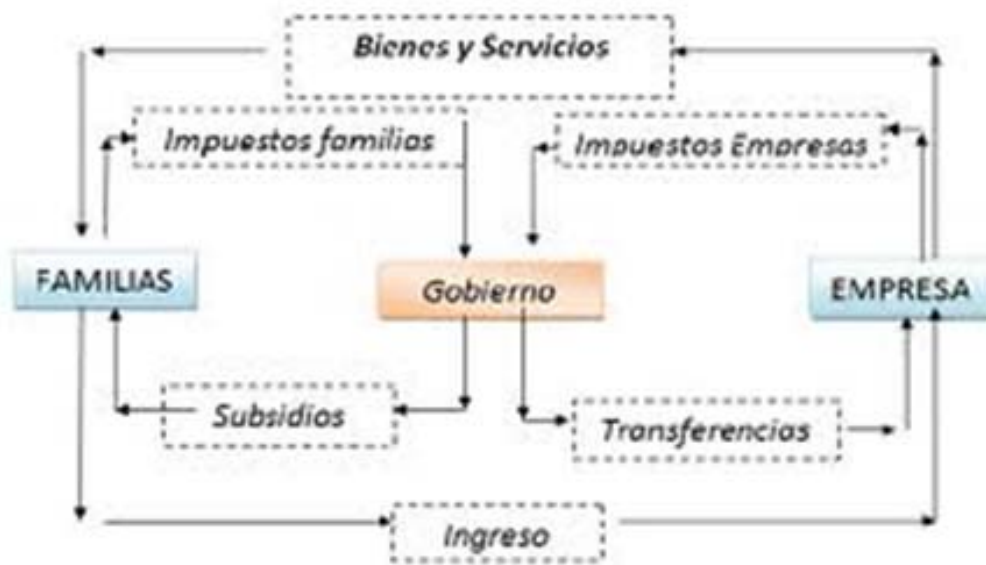 Bienes y Servicios
Impuestos familias
Impuestos Empresas
FAMILIAS
Gobierno
EMPRESA
Subsidios
Transferencias
Ingreso